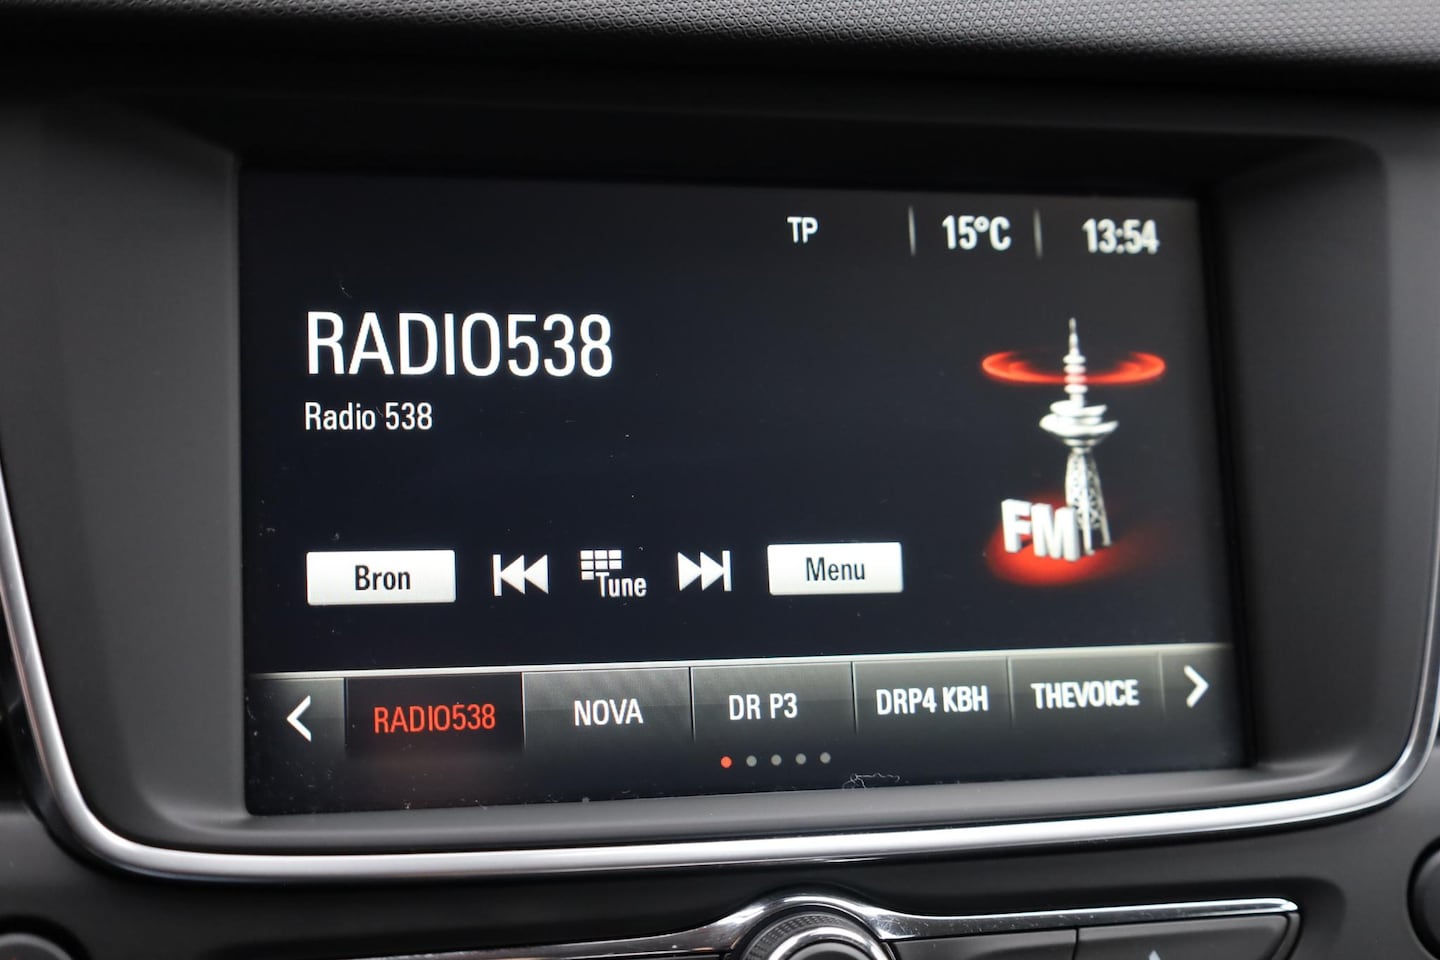 TP 15°C 13:54
RADIO538
Radio 538
FM
Bron Tune Menu
RADIO538 NOVA DR P3 DRP4 KBH THEVOICE